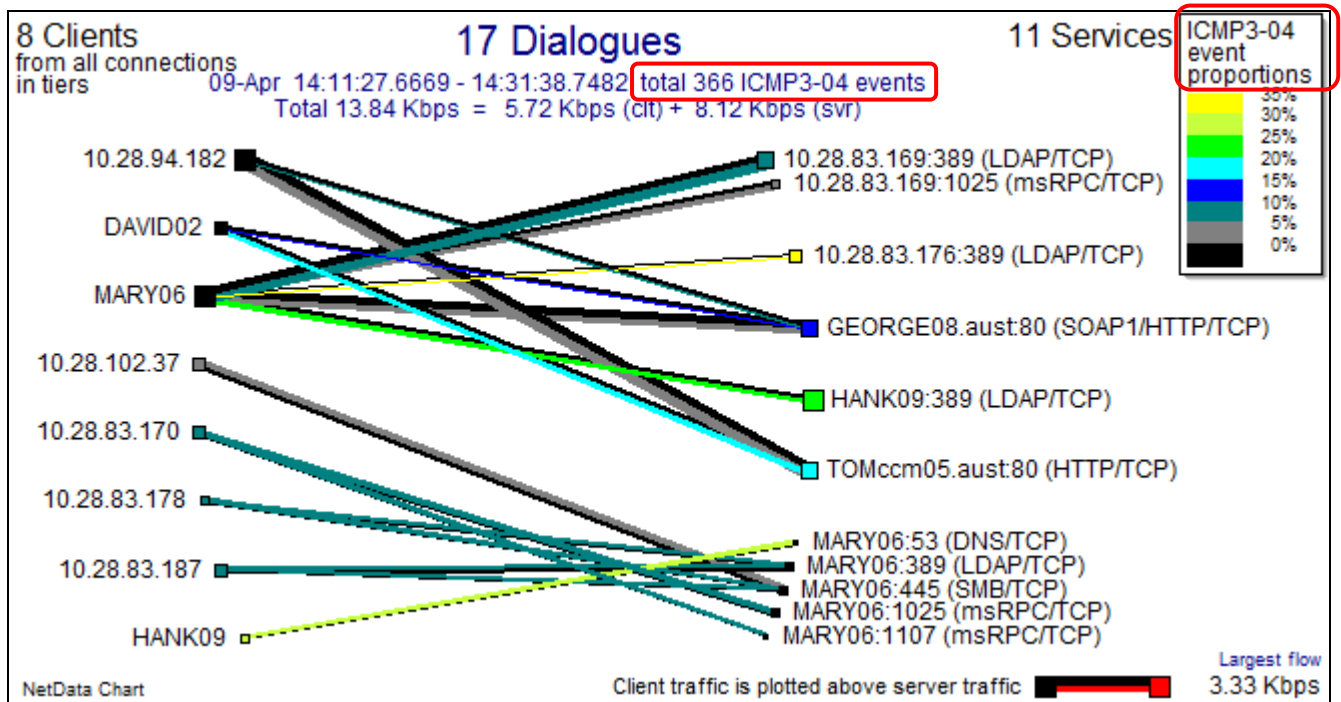 8 Clients
from all connections
in tiers
17 Dialogues
09-Apr 14:11:27.6669 - 14:31:38.7482 total 366 ICMP3-04 events
Total 13.84 Kbps = 5.72 Kbps (clt) + 8.12 Kbps (svr)
11 Services
ICMP3-04
event
proportions
35%
30%
25%
20%
15%
10%
5%
0%
10.28.94.182
DAVID02
MARY06
10.28.102.37
10.28.83.170
10.28.83.178
10.28.83.187
HANK09
10.28.83.169:389 (LDAP/TCP)
10.28.83.169:1025 (msRPC/TCP)
10.28.83.176:389 (LDAP/TCP)
GEORGE08.aust:80 (SOAP1/HTTP/TCP)
HANK09:389 (LDAP/TCP)
TOMccm05.aust:80 (HTTP/TCP)
MARY06:53 (DNS/TCP)
MARY06:389 (LDAP/TCP)
MARY06:445 (SMB/TCP)
MARY06:1025 (msRPC/TCP)
MARY06:1107 (msRPC/TCP)
NetData Chart
Client traffic is plotted above server traffic
Largest flow
3.33 Kbps